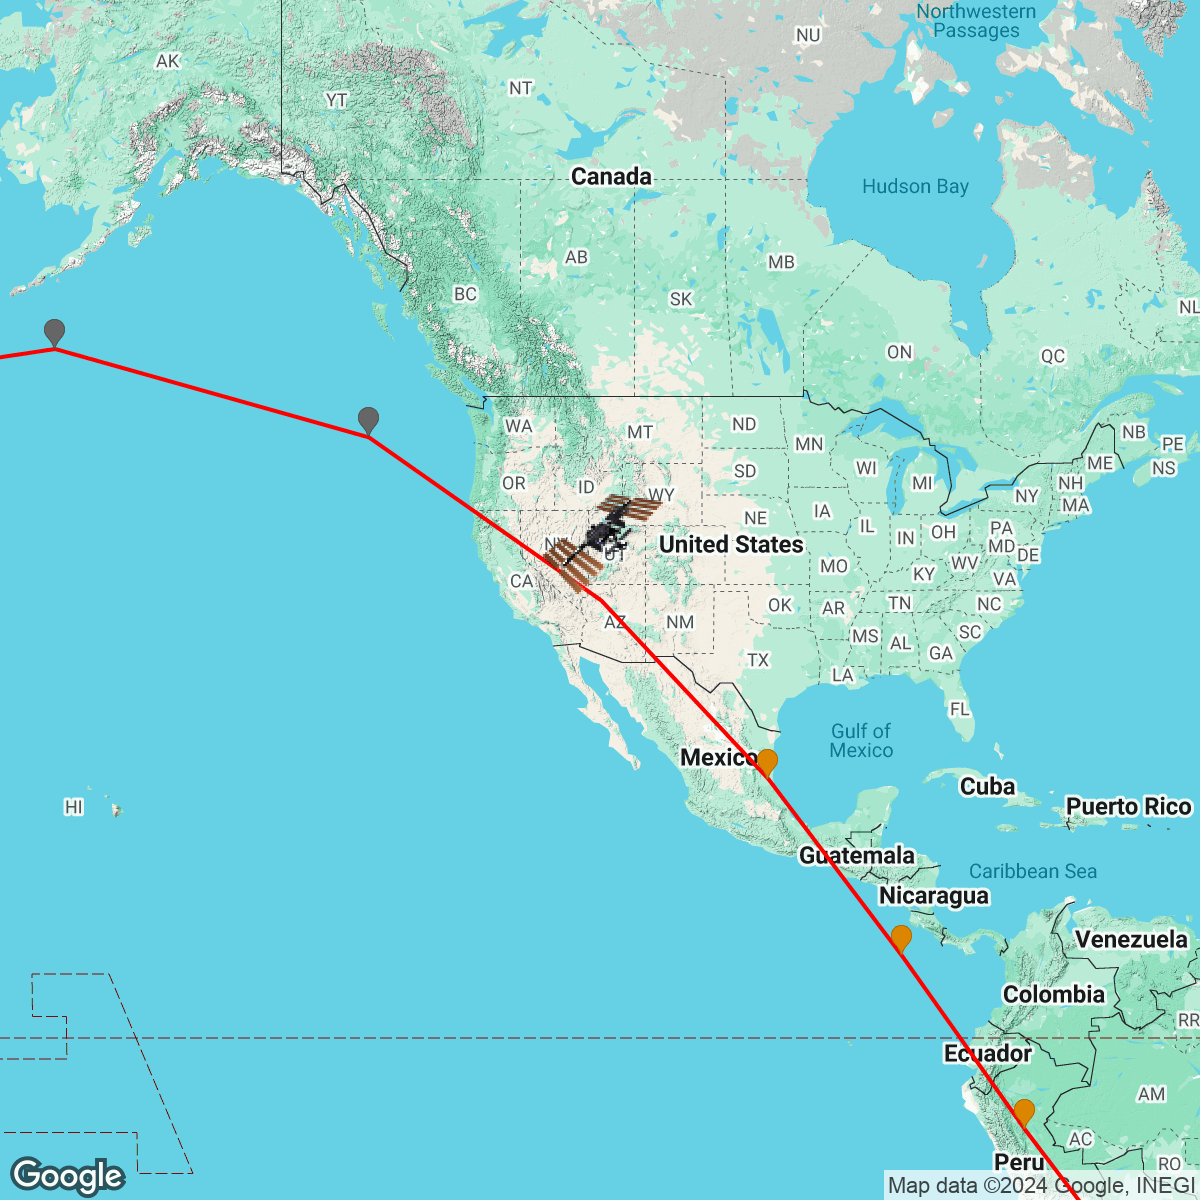 Northwestern
Passages
NU
AK
NT
YT
Canada
Hudson Bay
AB
MB
BC
SK
NL
ON
QC
WA
MT
ND
MN
NB
PE
ME
NS
WI
SD
MI
NH
OR
ID
WY
NY
MA
NE
IA
IL
IN
OH
PA
MD
DE
United States
UT
CA
MO
KY
WV
VA
OK
AR
TN
NC
AZ
NM
MS
AL
SC
GA
TX
LA
FL
Gulf of
Mexico
Mexico
Cuba
Puerto Rico
HI
Guatemala
Caribbean Sea
Nicaragua
Venezuela
Colombia
RR
Ecuador
AM
AC
Peru
RO
Google
Map data ©2024 Google, INEGI